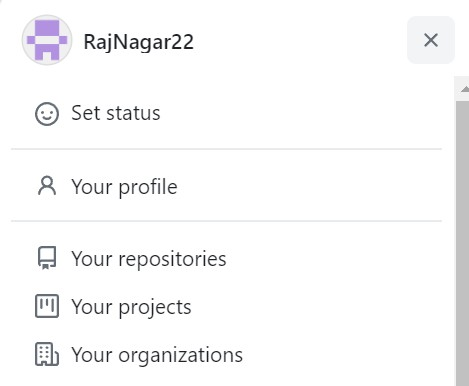 RajNagar22
Set status
Your profile
Your repositories
Your projects
Your organizations